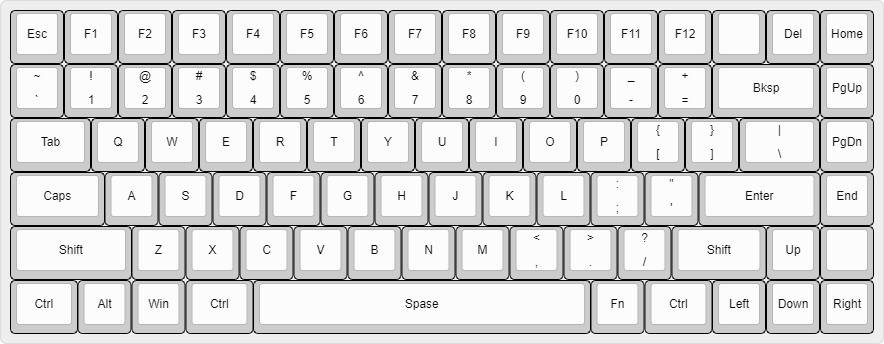 Esc F1 F2 F3 F4 F5 F6 F7 F8 F9 F10 F11 F12 Del Home
~ ! @ # $ % ^ & * ( ) _ + Bksp PgUp
` 1 2 3 4 5 6 7 8 9 0 - =
Tab Q W E R T Y U I O P { } | PgDn
[ ] \
Caps A S D F G H J K L : " Enter End
; '
Shift Z X C V B N M < > ? Shift Up
, . /
Ctrl Alt Win Ctrl Spase Fn Ctrl Left Down Right